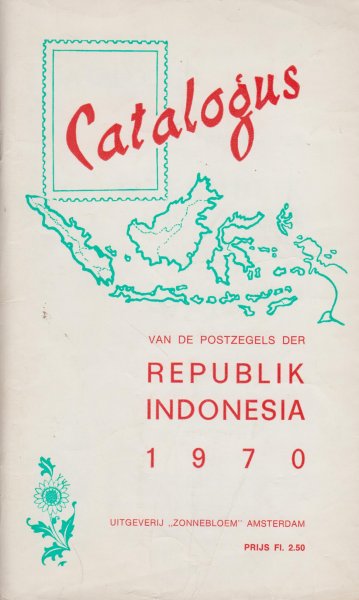 Catalogus
VAN DE POSTZEGELS DER
REPUBLIK
INDONESIA
1970
UITGEVERIJ „ZONNEBLOEM” AMSTERDAM
PRIJS Fl. 2.50